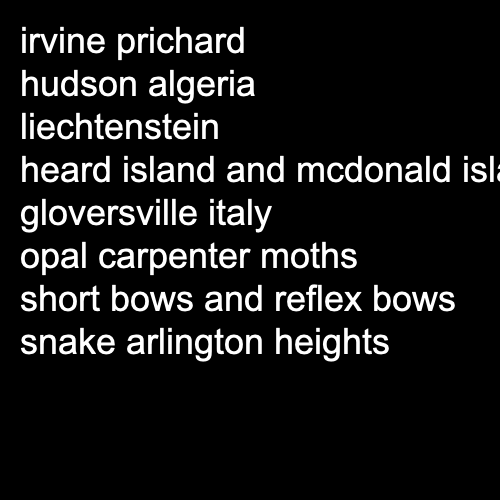 irvine prichard
hudson algeria
liechtenstein
heard island and mcdonald isla
gloversville italy
opal carpenter moths
short bows and reflex bows
snake arlington heights